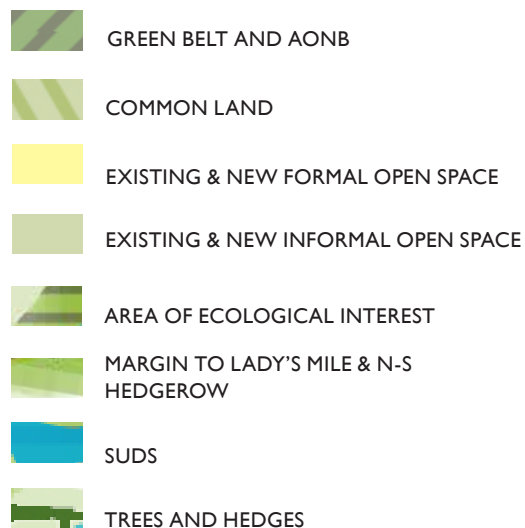 GREEN BELT AND AONB
COMMON LAND
EXISTING & NEW FORMAL OPEN SPACE
EXISTING & NEW INFORMAL OPEN SPACE
AREA OF ECOLOGICAL INTEREST
MARGIN TO LADY'S MILE & N-S
HEDGEROW
SUDS
TREES AND HEDGES